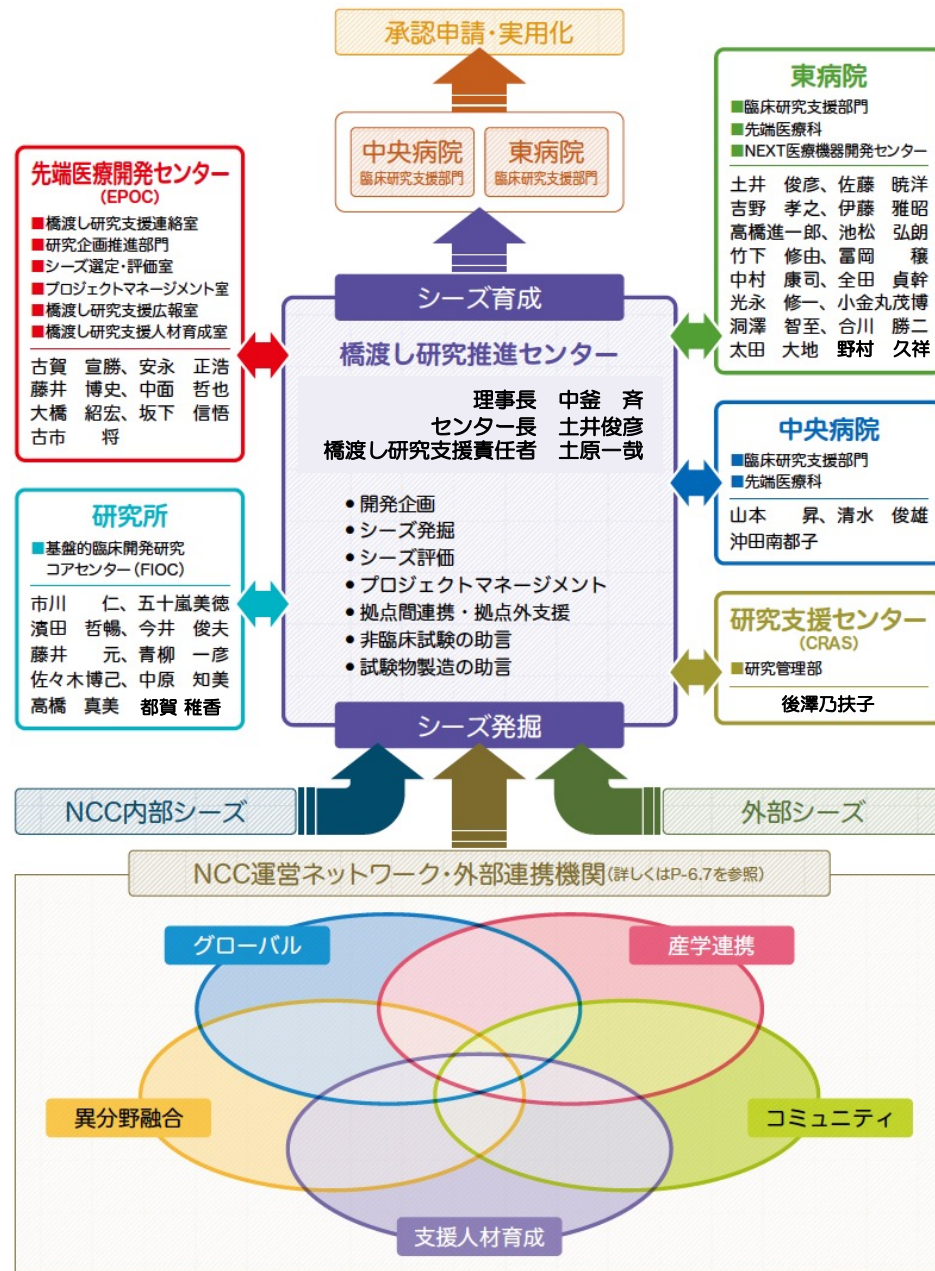 承認申請・実用化
中央病院
臨床研究支援部門
東病院
臨床研究支援部門
先端医療開発センター
(EPOC)
■橋渡し研究支援連絡室
■研究企画推進部門
■シーズ選定・評価室
■プロジェクトマネージメント室
■橋渡し研究支援広報室
■橋渡し研究支援人材育成室
古賀 宣勝、安永 正浩
藤井 博史、中面 哲也
大橋 紹宏、坂下 信悟
古市 将
研究所
■基盤的臨床開発研究
コアセンター(FIOC)
市川 仁、五十嵐美徳
濱田 哲暢、今井 俊夫
藤井 元、青柳 一彦
佐々木博己、中原 知美
高橋 真美 都賀 稚香
シーズ育成
橋渡し研究推進センター
理事長 中釜 斉
センター長 土井俊彦
橋渡し研究支援責任者 土原一哉
● 開発企画
● シーズ発掘
● シーズ評価
● プロジェクトマネージメント
● 拠点間連携・拠点外支援
● 非臨床試験の助言
● 試験物製造の助言
シーズ発掘
東病院
■臨床研究支援部門
■先端医療科
■NEXT医療機器開発センター
土井 俊彦、佐藤 暁洋
吉野 孝之、伊藤 雅昭
高橋進一郎、池松 弘朗
竹下 修由、冨岡 穣
中村 康司、全田 貞幹
光永 修一、小金丸茂博
洞澤 智至、合川 勝二
太田 大地 野村 久祥
中央病院
■臨床研究支援部門
■先端医療科
山本 昇、清水 俊雄
沖田南都子
研究支援センター
(CRAS)
■研究管理部
後澤乃扶子
NCC内部シーズ
外部シーズ
NCC運営ネットワーク・外部連携機関(詳しくはP-6.7を参照)
グローバル
産学連携
異分野融合
コミュニティ
支援人材育成